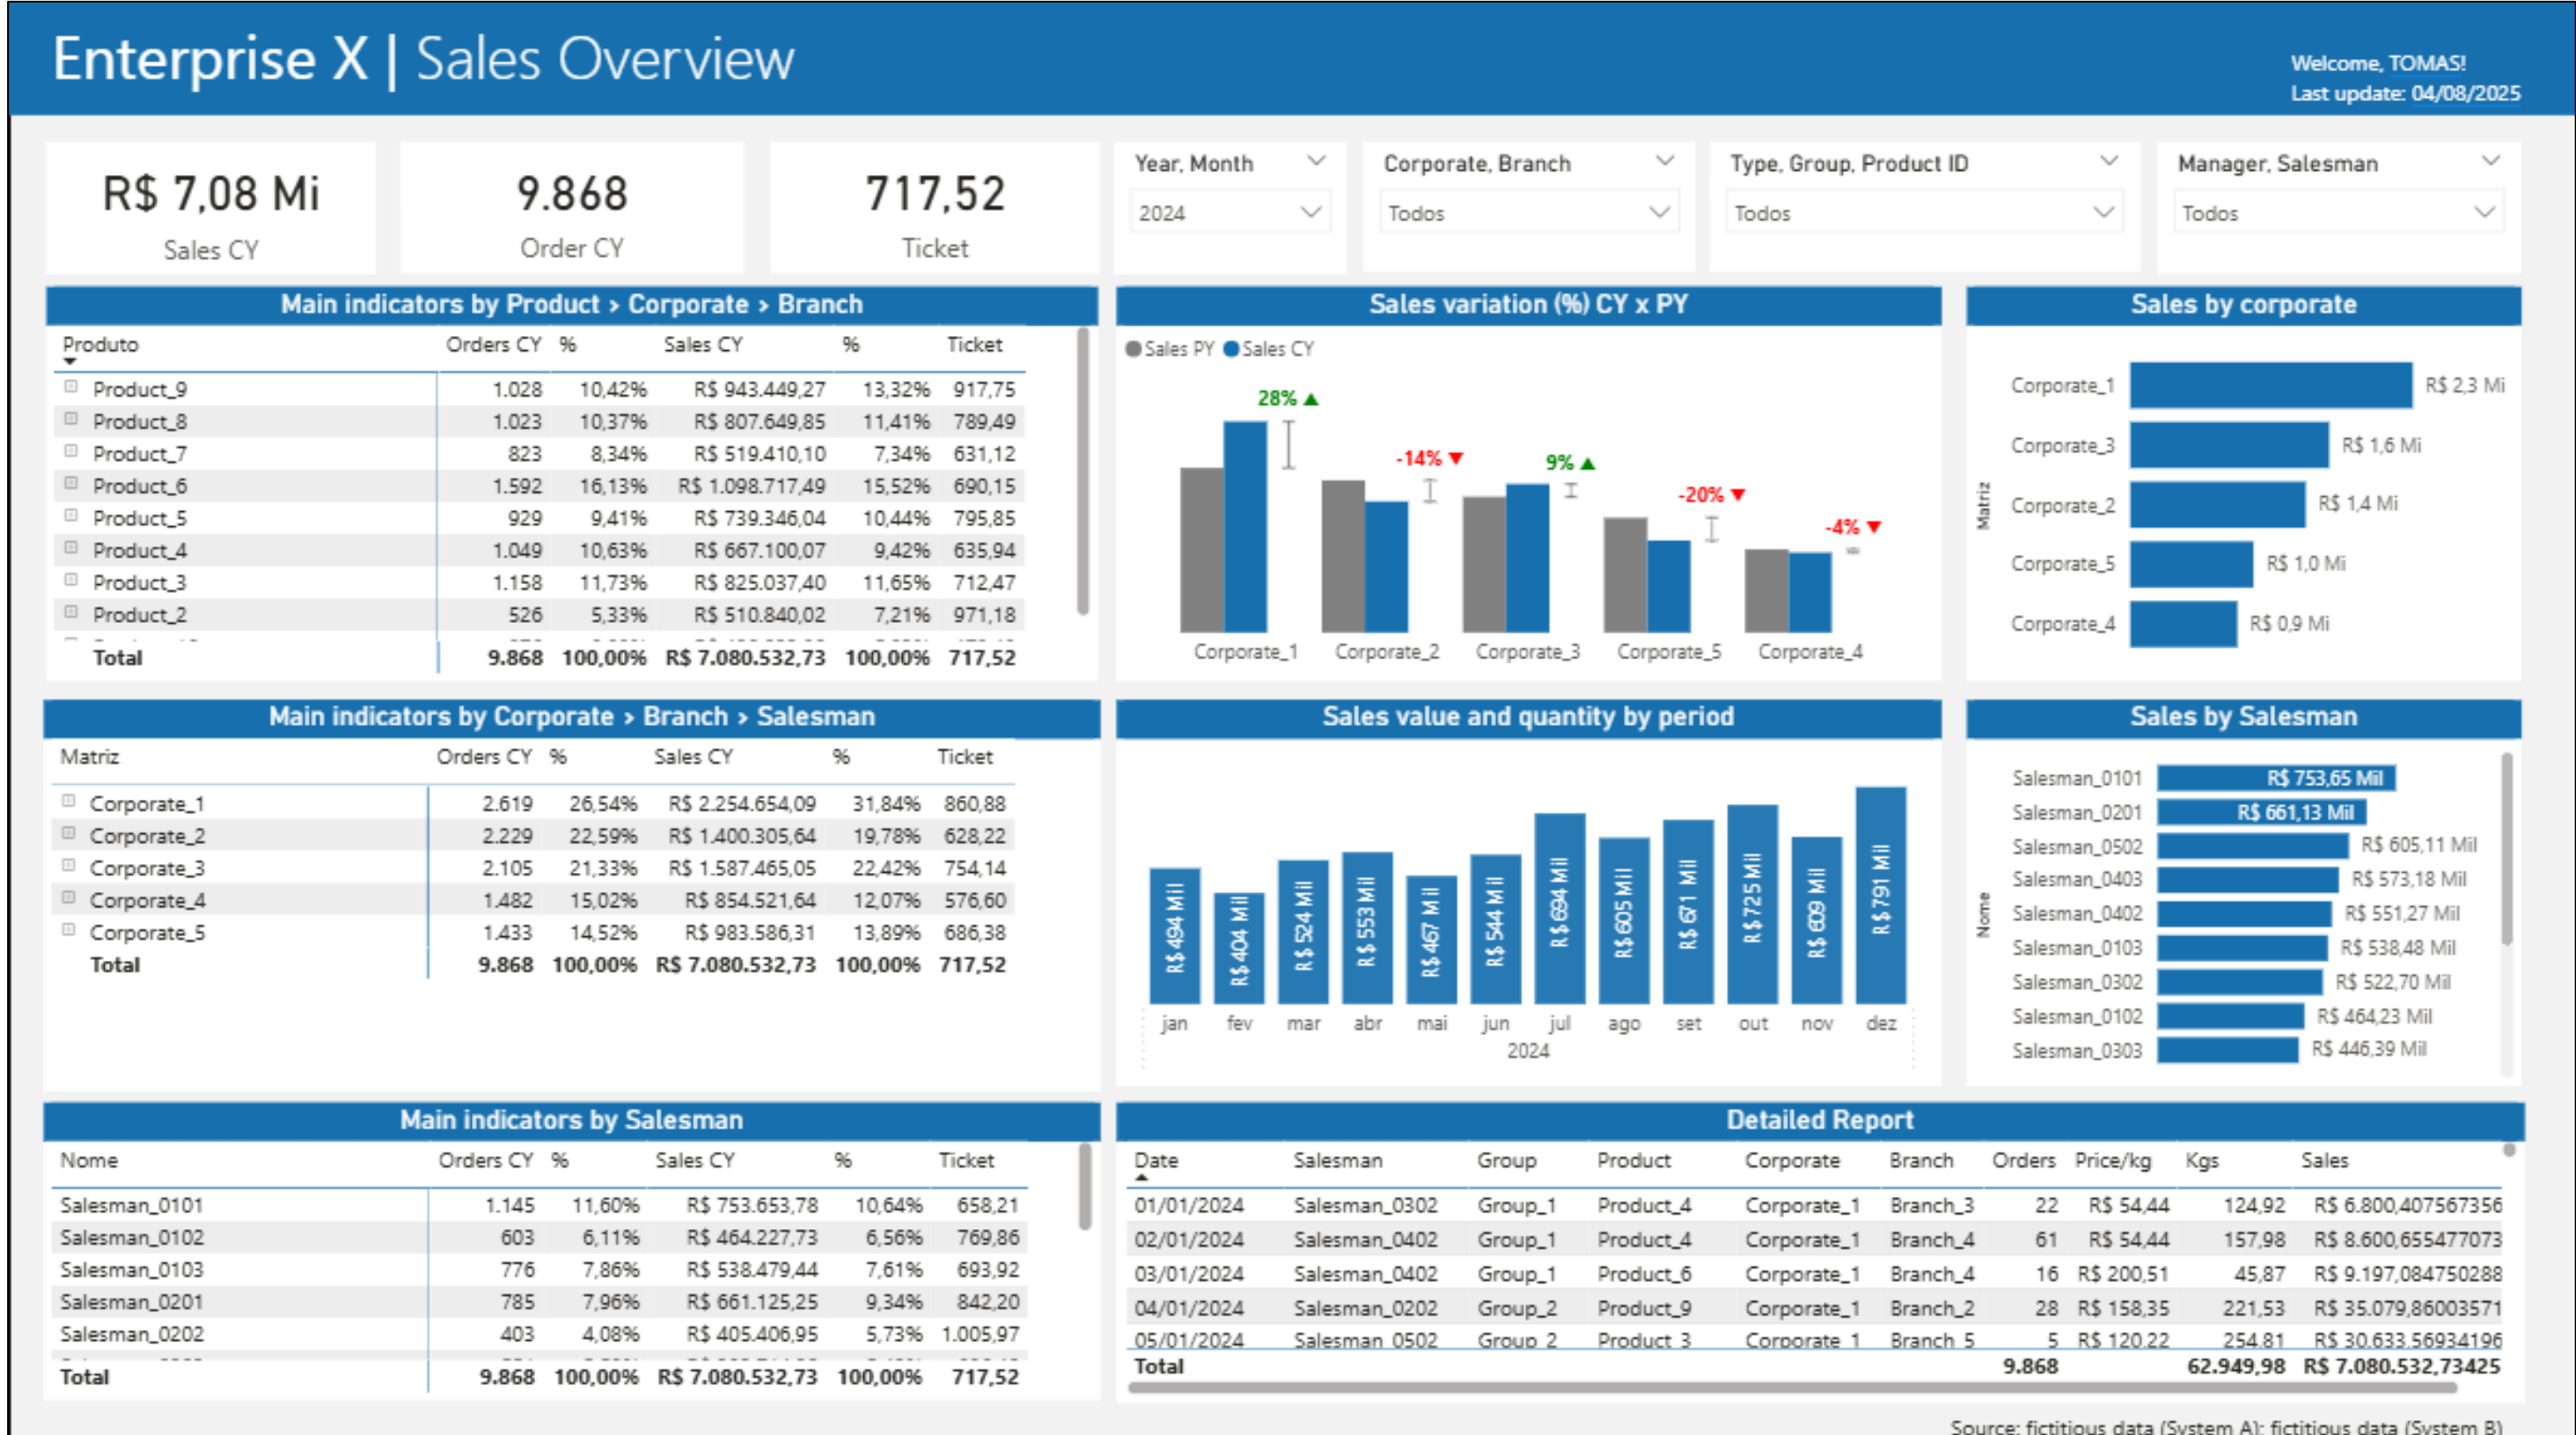 Enterprise X | Sales Overview
Welcome, TOMAS!
Last update: 04/08/2025
R$ 7,08 Mi
Sales CY
9.868
Order CY
717,52
Ticket
Year, Month
2024
Corporate, Branch
Todos
Type, Group, Product ID
Todos
Manager, Salesman
Todos
Main indicators by Product > Corporate > Branch
Produto Orders CY % Sales CY % Ticket
Product_9 1.028 10,42% R$ 943.449,27 13,32% 917,75
Product_8 1.023 10,37% R$ 807.649,85 11,41% 789,49
Product_7 823 8,34% R$ 519.410,10 7,34% 631,12
Product_6 1.592 16,13% R$ 1.098.717,49 15,52% 690,15
Product_5 929 9,41% R$ 739.346,04 10,44% 795,85
Product_4 1.049 10,63% R$ 667.100,07 9,42% 635,94
Product_3 1.158 11,73% R$ 825.037,40 11,65% 712,47
Product_2 526 5,33% R$ 510.840,02 7,21% 971,18
Total 9.868 100,00% R$ 7.080.532,73 100,00% 717,52
Sales variation (%) CY x PY
Sales PY Sales CY
28%
-14%
9%
-20%
-4%
Corporate_1 Corporate_2 Corporate_3 Corporate_5 Corporate_4
Sales by corporate
Matriz
Corporate_1 R$ 2,3 Mi
Corporate_3 R$ 1,6 Mi
Corporate_2 R$ 1,4 Mi
Corporate_5 R$ 1,0 Mi
Corporate_4 R$ 0,9 Mi
Main indicators by Corporate > Branch > Salesman
Matriz Orders CY % Sales CY % Ticket
Corporate_1 2.619 26,54% R$ 2.254.654,09 31,84% 860,88
Corporate_2 2.229 22,59% R$ 1.400.305,64 19,78% 628,22
Corporate_3 2.105 21,33% R$ 1.587.465,05 22,42% 754,14
Corporate_4 1.482 15,02% R$ 854.521,64 12,07% 576,60
Corporate_5 1.433 14,52% R$ 983.586,31 13,89% 686,38
Total 9.868 100,00% R$ 7.080.532,73 100,00% 717,52
Sales value and quantity by period
R$ 494 Mil
R$ 404 Mil
R$ 524 Mil
R$ 553 Mil
R$ 467 Mil
R$ 544 Mil
R$ 694 Mil
R$ 605 Mil
R$ 671 Mil
R$ 725 Mil
R$ 609 Mil
R$ 791 Mil
jan fev mar abr mai jun jul ago set out nov dez
2024
Sales by Salesman
Nome
Salesman_0101 R$ 753,65 Mil
Salesman_0201 R$ 661,13 Mil
Salesman_0502 R$ 605,11 Mil
Salesman_0403 R$ 573,18 Mil
Salesman_0402 R$ 551,27 Mil
Salesman_0103 R$ 538,48 Mil
Salesman_0302 R$ 522,70 Mil
Salesman_0102 R$ 464,23 Mil
Salesman_0303 R$ 446,39 Mil
Main indicators by Salesman
Nome Orders CY % Sales CY % Ticket
Salesman_0101 1.145 11,60% R$ 753.653,78 10,64% 658,21
Salesman_0102 603 6,11% R$ 464.227,73 6,56% 769,86
Salesman_0103 776 7,86% R$ 538.479,44 7,61% 693,92
Salesman_0201 785 7,96% R$ 661.125,25 9,34% 842,20
Salesman_0202 403 4,08% R$ 405.406,95 5,73% 1.005,97
Total 9.868 100,00% R$ 7.080.532,73 100,00% 717,52
Detailed Report
Date Salesman Group Product Corporate Branch Orders Price/kg Kgs Sales
01/01/2024 Salesman_0302 Group_1 Product_4 Corporate_1 Branch_3 22 R$ 54,44 124,92 R$ 6.800,407567356
02/01/2024 Salesman_0402 Group_1 Product_4 Corporate_1 Branch_4 61 R$ 54,44 157,98 R$ 8.600,655477073
03/01/2024 Salesman_0402 Group_1 Product_6 Corporate_1 Branch_4 16 R$ 200,51 45,87 R$ 9.197,084750288
04/01/2024 Salesman_0202 Group_2 Product_9 Corporate_1 Branch_2 28 R$ 158,35 221,53 R$ 35.079,86003571
05/01/2024 Salesman_0502 Group_2 Product_3 Corporate_1 Branch_5 5 R$ 120,22 254,81 R$ 30.633,56934196
Total 9.868 62.949,98 R$ 7.080.532,73425
Source: fictitious data (System A); fictitious data (System B)